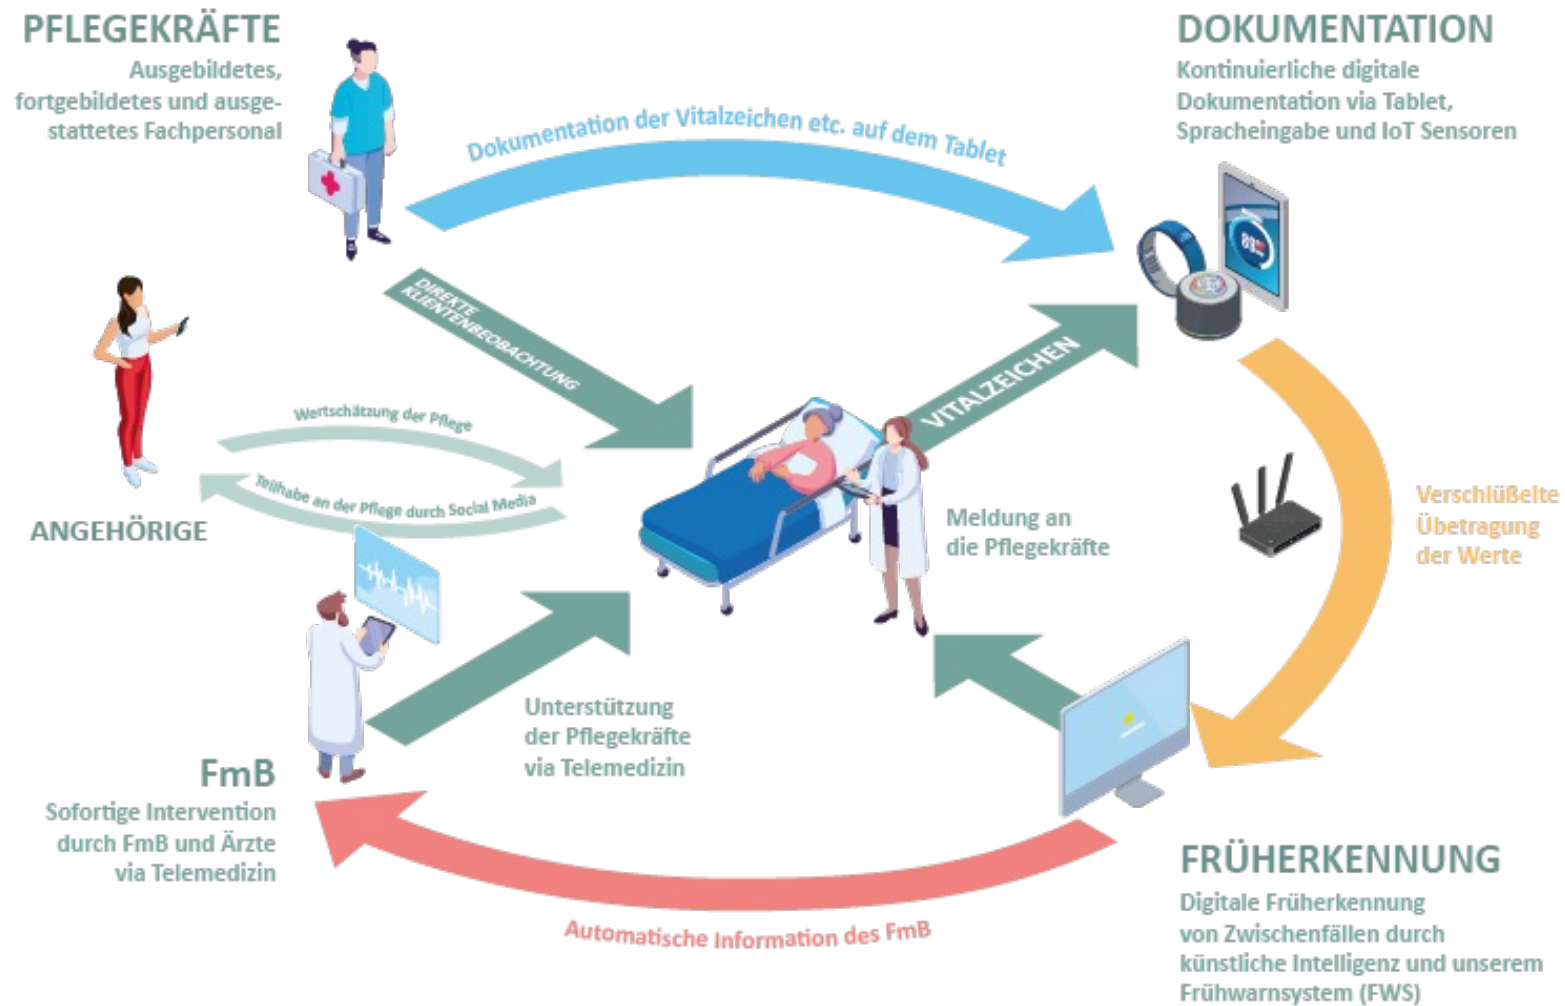 PFLEGEKRÄFTE
Ausgebildetes,
fortgebildetes und ausge-
stattetes Fachpersonal
DOKUMENTATION
Kontinuierliche digitale
Dokumentation via Tablet,
Spracheingabe und IoT Sensoren
Dokumentation der Vitalzeichen etc. auf dem Tablet
DIREKTE
KLIENTENBEOBACHTUNG
VITALZEICHEN
Wertschätzung der Pflege
Teilhabe an der Pflege durch Social Media
ANGEHÖRIGE
Meldung an
die Pflegekräfte
Verschlüßelte
Übetragung
der Werte
Unterstützung
der Pflegekräfte
via Telemedizin
FmB
Sofortige Intervention
durch FmB und Ärzte
via Telemedizin
Automatische Information des FmB
FRÜHERKENNUNG
Digitale Früherkennung
von Zwischenfällen durch
künstliche Intelligenz und unserem
Frühwarnsystem (FWS)